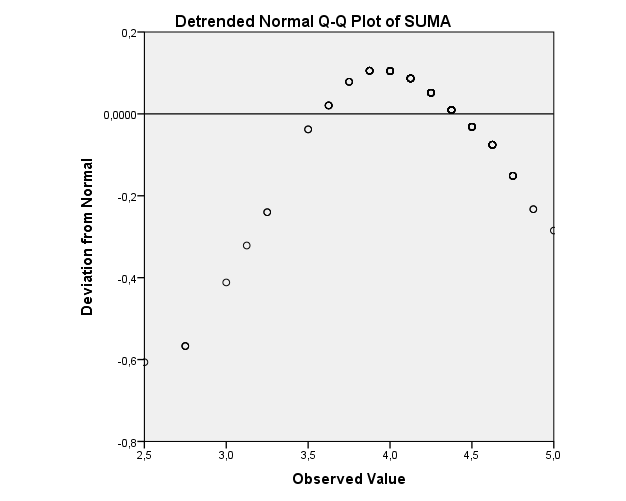 Detrended Normal Q-Q Plot of SUMA
0,2
0,0000
-0,2
-0,4
-0,6
-0,8
Deviation from Normal
2,5 3,0 3,5 4,0 4,5 5,0
Observed Value